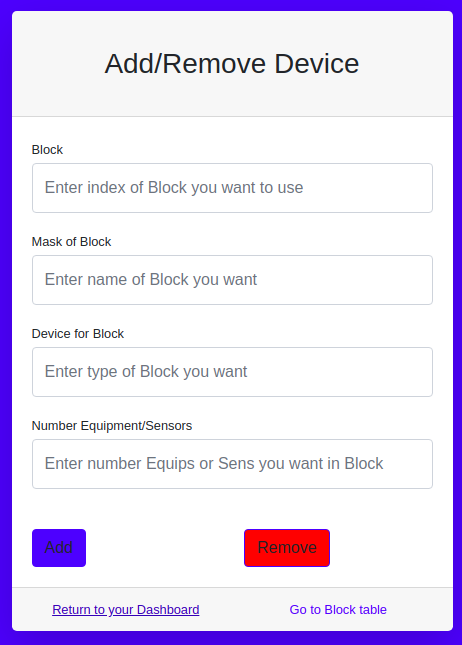 Add/Remove Device
Block
Enter index of Block you want to use
Mask of Block
Enter name of Block you want
Device for Block
Enter type of Block you want
Number Equipment/Sensors
Enter number Equips or Sens you want in Block
Add
Remove
Return to your Dashboard
Go to Block table